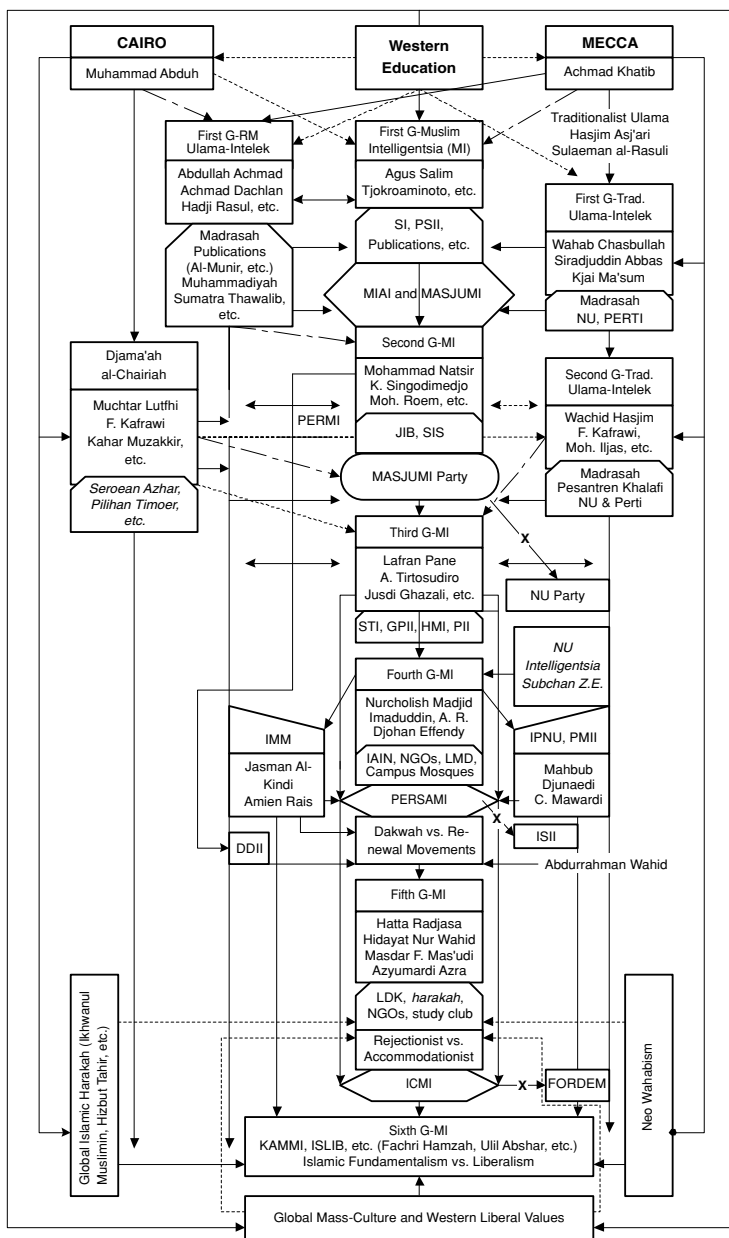 CAIRO
Muhammad Abduh
Western
Education
MECCA
Achmad Khatib
Traditionalist Ulama
Hasjim Asj'ari
Sulaeman al-Rasuli
First G-RM
Ulama-Intelek
Abdullah Achmad
Achmad Dachlan
Hadji Rasul, etc.
First G-Muslim
Intelligentsia (MI)
Agus Salim
Tjokroaminoto, etc.
First G-Trad.
Ulama-Intelek
Wahab Chasbullah
Siradjuddin Abbas
Kjai Ma'sum
Madrasah
Publications
(Al-Munir, etc.)
Muhammadiyah
Sumatra Thawalib,
etc.
SI, PSII,
Publications, etc.
MIAI and MASJUMI
Madrasah
NU, PERTI
Djama'ah
al-Chairiah
Muchtar Lutfhi
F. Kafrawi
Kahar Muzakkir,
etc.
Seroean Azhar,
Pilihan Timoer,
etc.
PERMI
Second G-MI
Mohammad Natsir
K. Singodimedjo
Moh. Roem, etc.
JIB, SIS
MASJUMI Party
Second G-Trad.
Ulama-Intelek
Wachid Hasjim
F. Kafrawi,
Moh. Iljas, etc.
Madrasah
Pesantren Khalafi
NU & Perti
Third G-MI
Lafran Pane
A. Tirtosudiro
Jusdi Ghazali, etc.
STI, GPII, HMI, PII
X
NU Party
NU
Intelligentsia
Subchan Z.E.
Fourth G-MI
Nurcholish Madjid
Imaduddin, A. R.
Djohan Effendy
IAIN, NGOs, LMD,
Campus Mosques
IMM
Jasman Al-
Kindi
Amien Rais
IPNU, PMII
Mahbub
Djunaedi
C. Mawardi
PERSAMI
X
ISII
DDII
Dakwah vs. Re-
newal Movements
Abdurrahman Wahid
Fifth G-MI
Hatta Radjasa
Hidayat Nur Wahid
Masdar F. Mas'udi
Azyumardi Azra
LDK, harakah,
NGOs, study club
Rejectionist vs.
Accommodationist
ICMI
X
FORDEM
Global Islamic Harakah (Ikhwanul
Muslimin, Hizbut Tahir, etc.)
Neo Wahabism
Sixth G-MI
KAMMI, ISLIB, etc. (Fachri Hamzah, Ulil Abshar, etc.)
Islamic Fundamentalism vs. Liberalism
Global Mass-Culture and Western Liberal Values